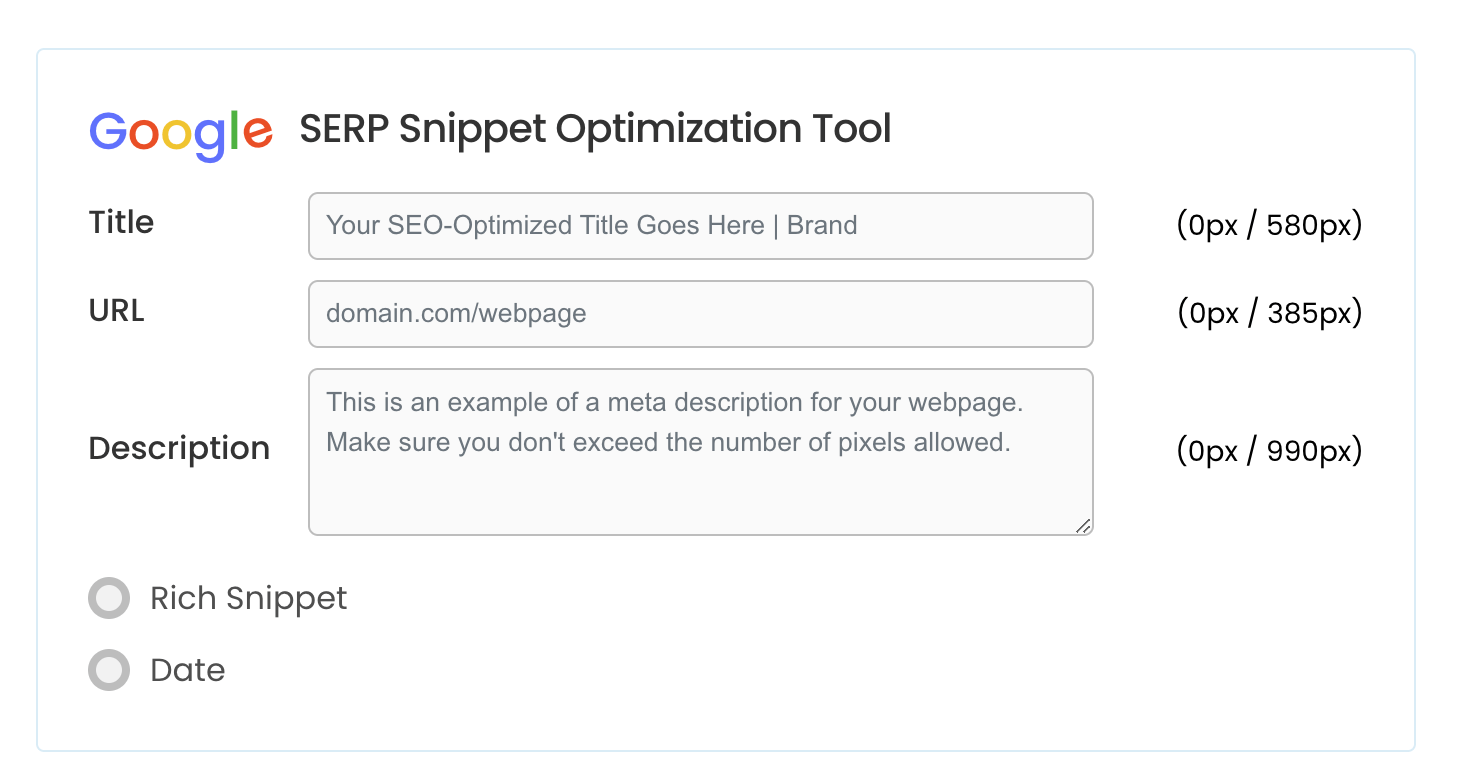 Google SERP Snippet Optimization Tool
Title
Your SEO-Optimized Title Goes Here | Brand
(0px / 580px)
URL
domain.com/webpage
(0px / 385px)
Description
This is an example of a meta description for your webpage.
Make sure you don't exceed the number of pixels allowed.
(0px / 990px)
Rich Snippet
Date